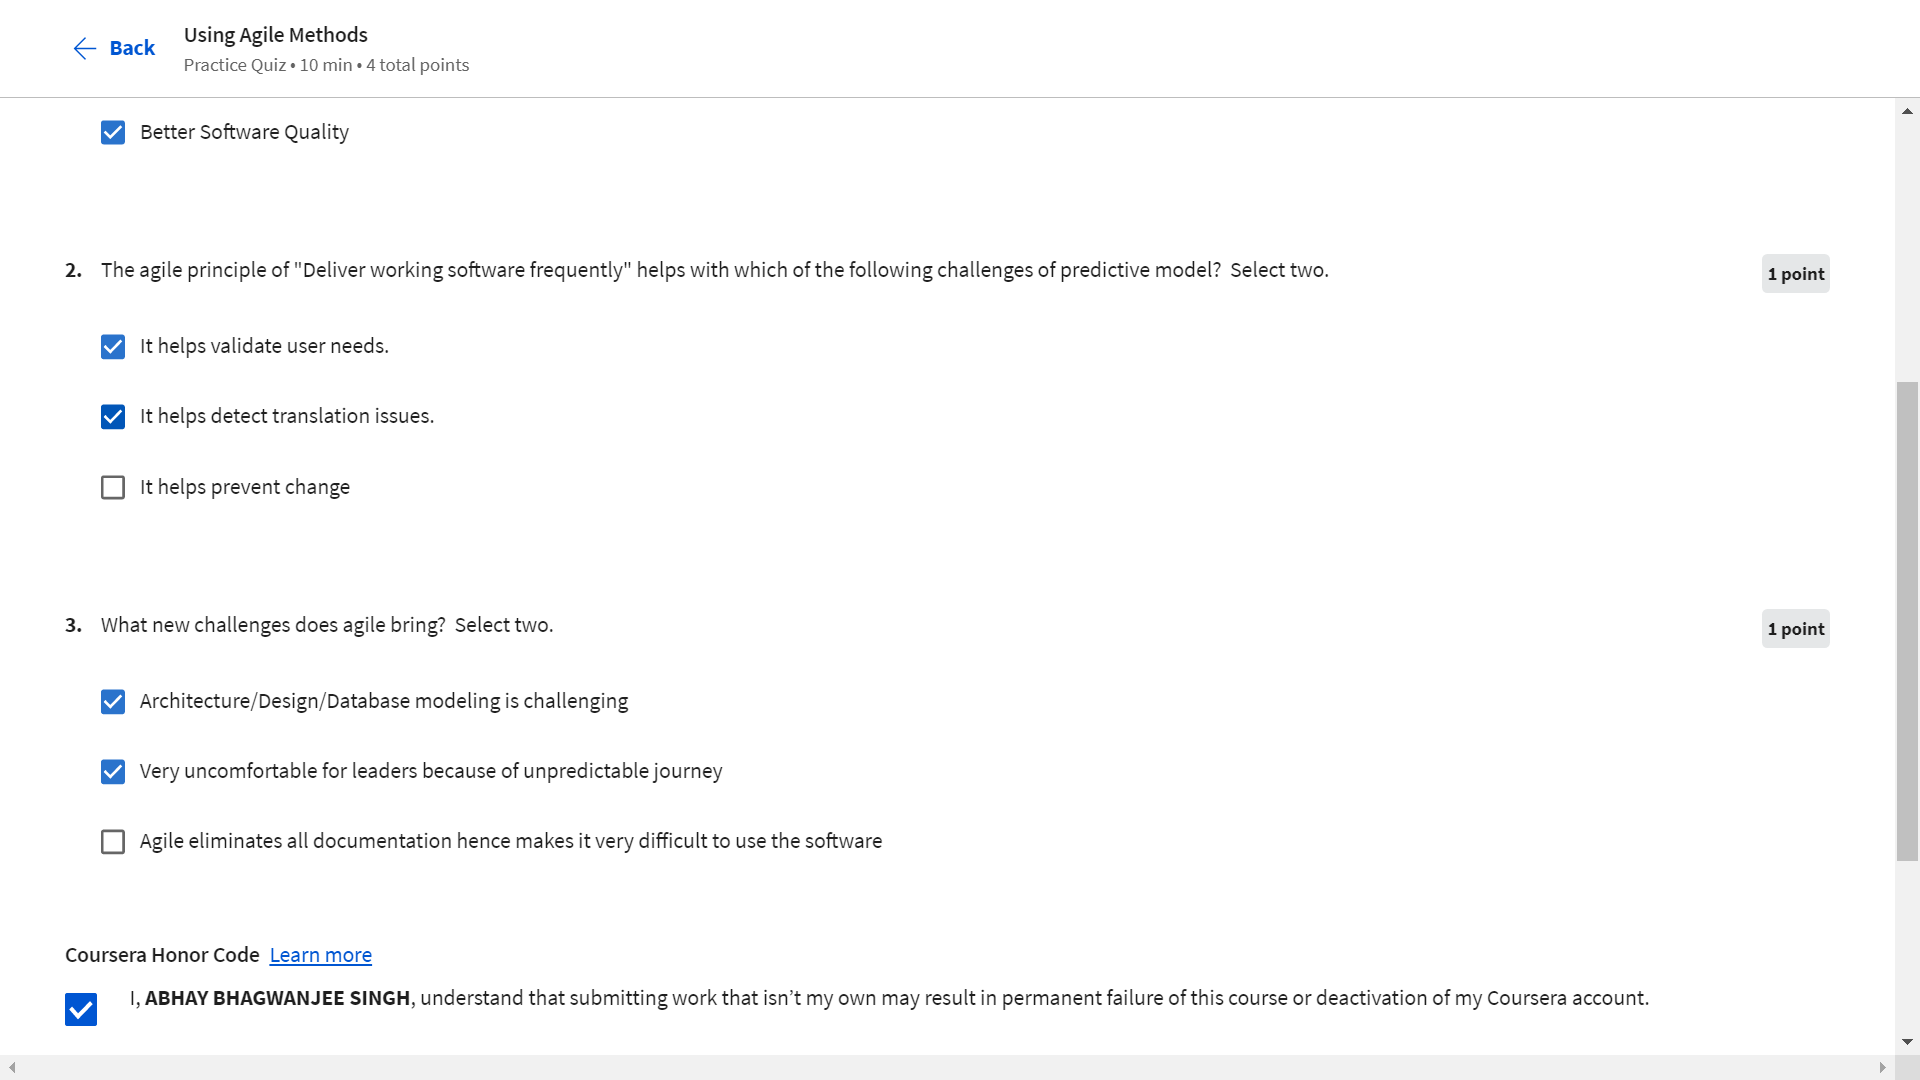 Back
Using Agile Methods
Practice Quiz • 10 min • 4 total points
Better Software Quality
2. The agile principle of "Deliver working software frequently" helps with which of the following challenges of predictive model?  Select two.
1 point
It helps validate user needs.
It helps detect translation issues.
It helps prevent change
3. What new challenges does agile bring?  Select two.
1 point
Architecture/Design/Database modeling is challenging
Very uncomfortable for leaders because of unpredictable journey
Agile eliminates all documentation hence makes it very difficult to use the software
Coursera Honor Code  Learn more
I, ABHAY BHAGWANJEE SINGH, understand that submitting work that isn’t my own may result in permanent failure of this course or deactivation of my Coursera account.